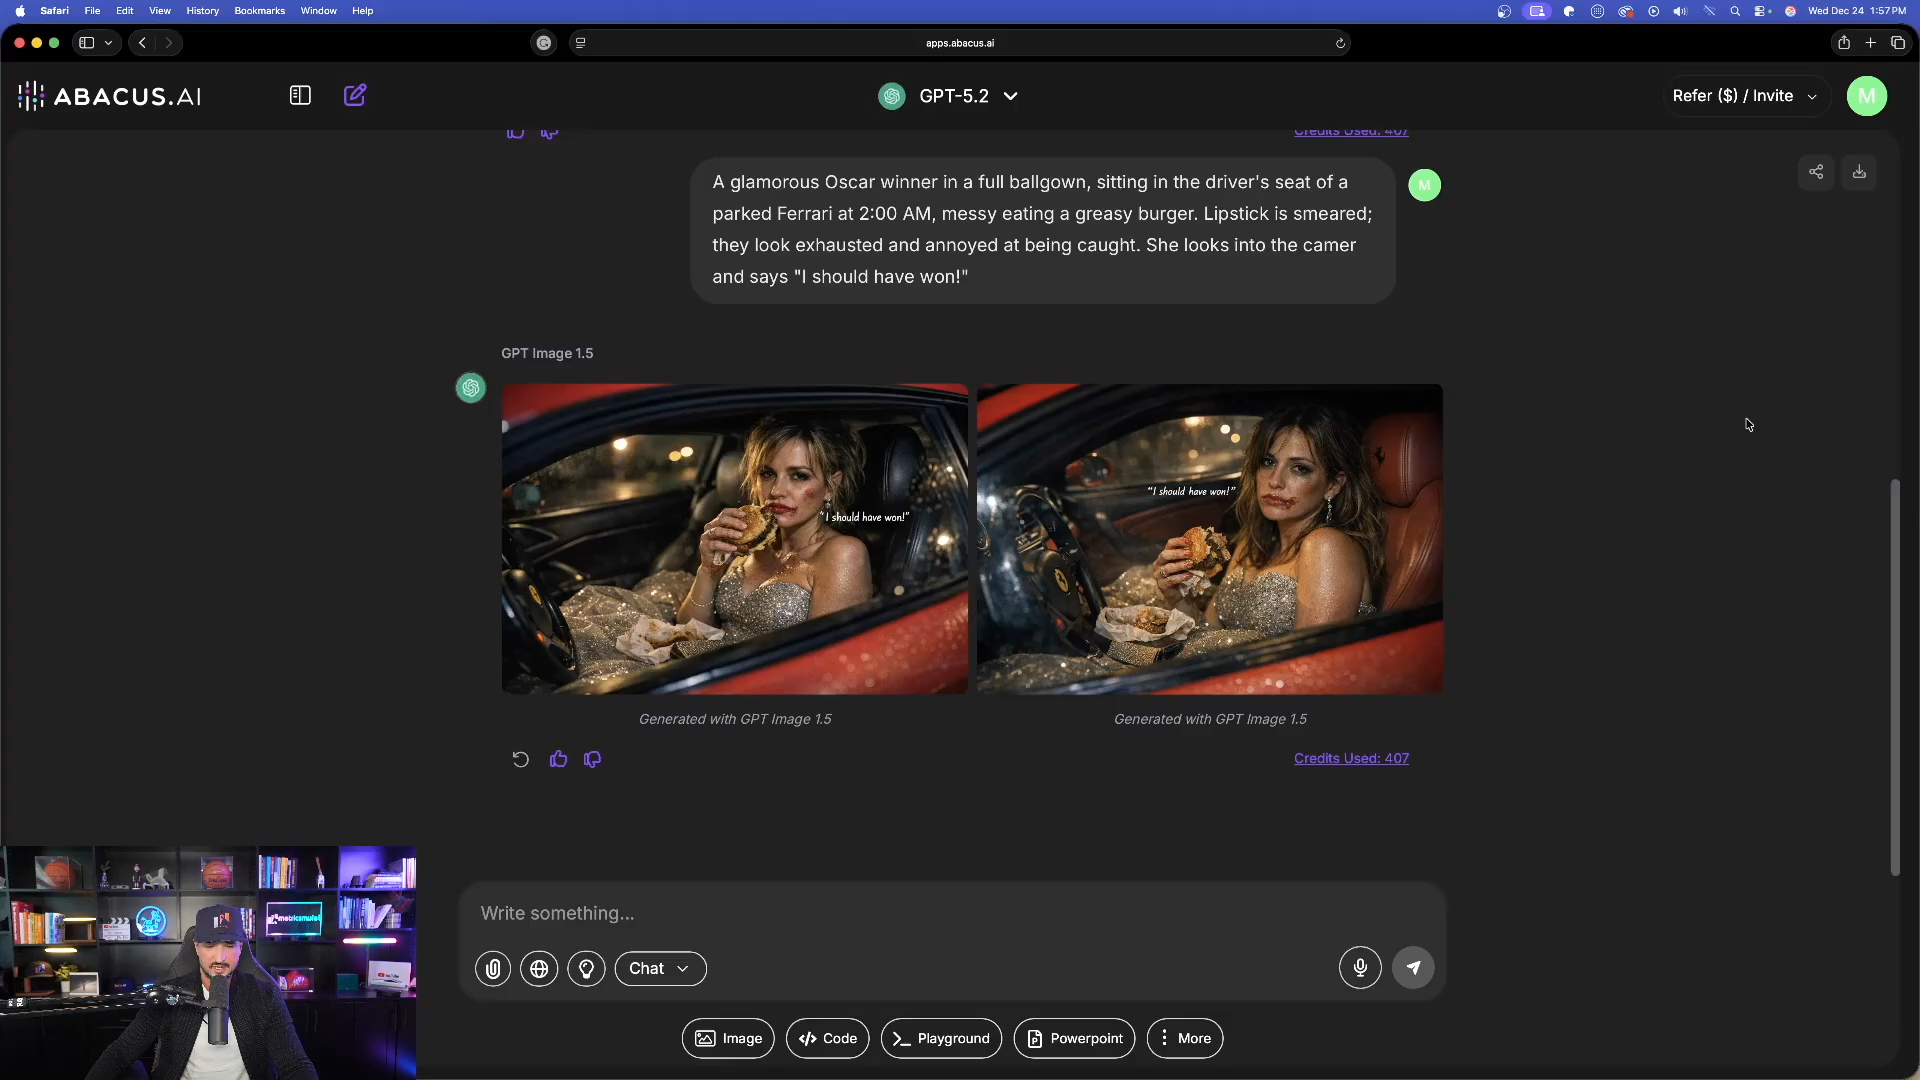 Safari File Edit View History Bookmarks Window Help
Wed Dec 24 1:57 PM
apps.abacus.ai
ABACUS.AI
GPT-5.2
Refer ($) / Invite
M
Credits Used: 407
A glamorous Oscar winner in a full ballgown, sitting in the driver's seat of a
parked Ferrari at 2:00 AM, messy eating a greasy burger. Lipstick is smeared;
they look exhausted and annoyed at being caught. She looks into the camer
and says "I should have won!"
M
GPT Image 1.5
"I should have won!"
"I should have won!"
Generated with GPT Image 1.5
Generated with GPT Image 1.5
Credits Used: 407
Write something...
Chat
Image
Code
Playground
Powerpoint
More